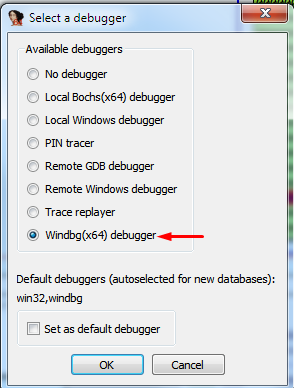 Select a debugger
Available debuggers
No debugger
Local Bochs(x64) debugger
Local Windows debugger
PIN tracer
Remote GDB debugger
Remote Windows debugger
Trace replayer
Windbg(x64) debugger
Default debuggers (autoselected for new databases):
win32,windbg
Set as default debugger
OK Cancel